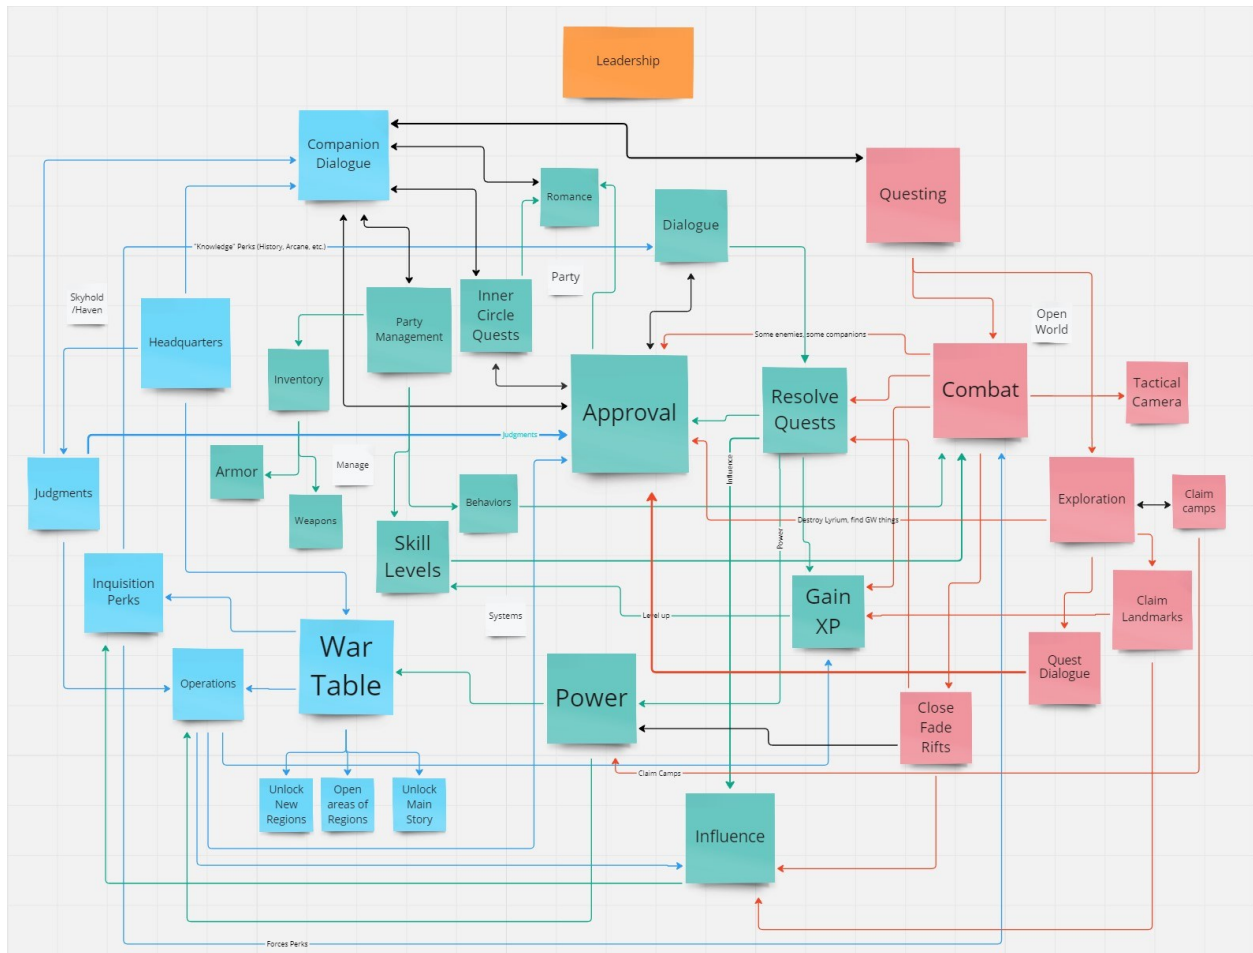 Leadership
Companion
Dialogue
Questing
Romance
Dialogue
"Knowledge" Perks (History, Arcane, etc.)
Party
Skyhold
/Haven
Headquarters
Party
Management
Inner
Circle
Quests
Open
World
Some enemies, some companions
Inventory
Approval
Resolve
Quests
Combat
Tactical
Camera
Judgments
Armor
Manage
Weapons
Judgments
Behaviors
Influence
Exploration
Claim
camps
Destroy Lyrium, find GW things
Power
Skill
Levels
Inquisition
Perks
Systems
Level up
Gain
XP
Claim
Landmarks
War
Table
Operations
Power
Quest
Dialogue
Close
Fade
Rifts
Claim Camps
Unlock
New
Regions
Open
areas of
Regions
Unlock
Main
Story
Influence
Forces Perks